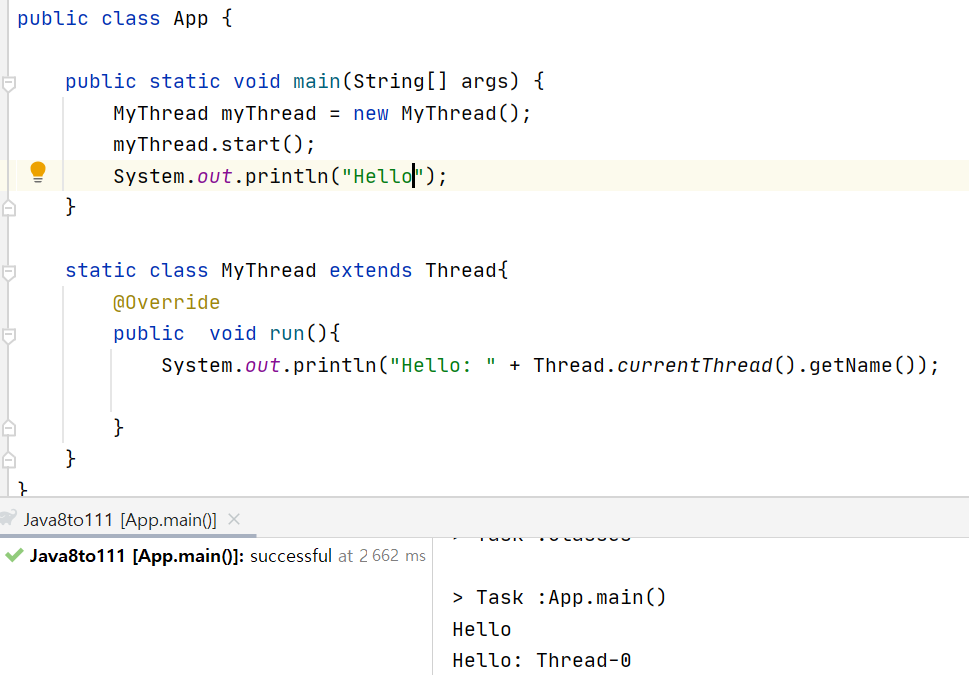 public class App {
public static void main(String[] args) {
MyThread myThread = new MyThread();
myThread.start();
System.out.println("Hello");
}
static class MyThread extends Thread{
@Override
public  void run(){
System.out.println("Hello: " + Thread.currentThread().getName());
}
}
}
Java8to111 [App.main()]
Java8to111 [App.main()]: successful at 2 662 ms
> Task :classes
> Task :App.main()
Hello
Hello: Thread-0